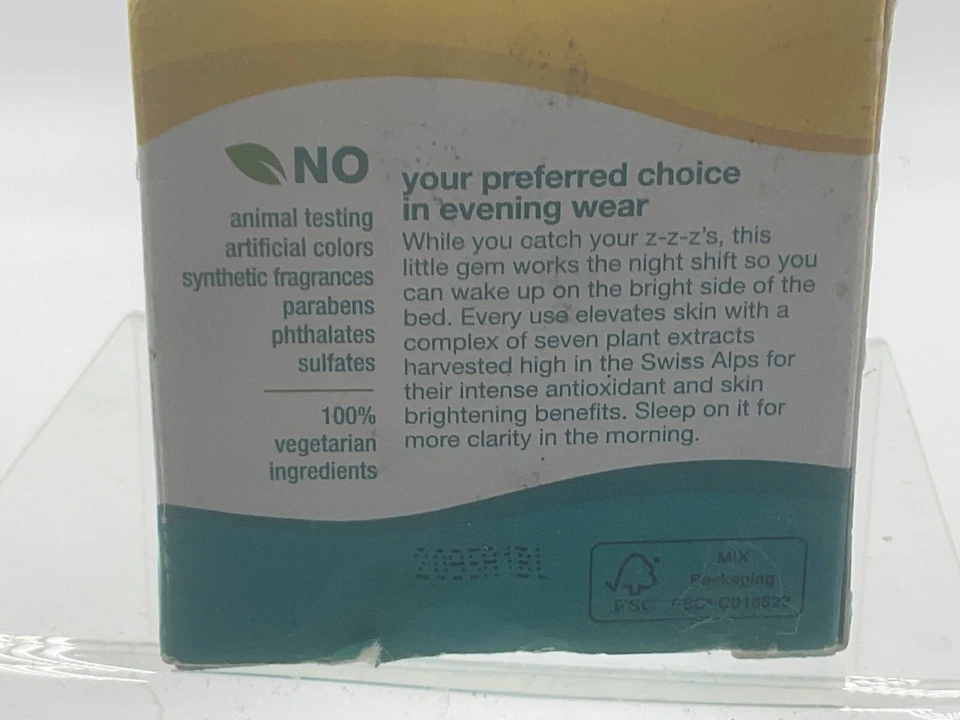 NO
animal testing
artificial colors
synthetic fragrances
parabens
phthalates
sulfates
100%
vegetarian
ingredients
your preferred choice
in evening wear
While you catch your z-z-z's, this
little gem works the night shift so you
can wake up on the bright side of the
bed. Every use elevates skin with a
complex of seven plant extracts
harvested high in the Swiss Alps for
their intense antioxidant and skin
brightening benefits. Sleep on it for
more clarity in the morning.
MIX
Packaging
FSC
FSC® C016523